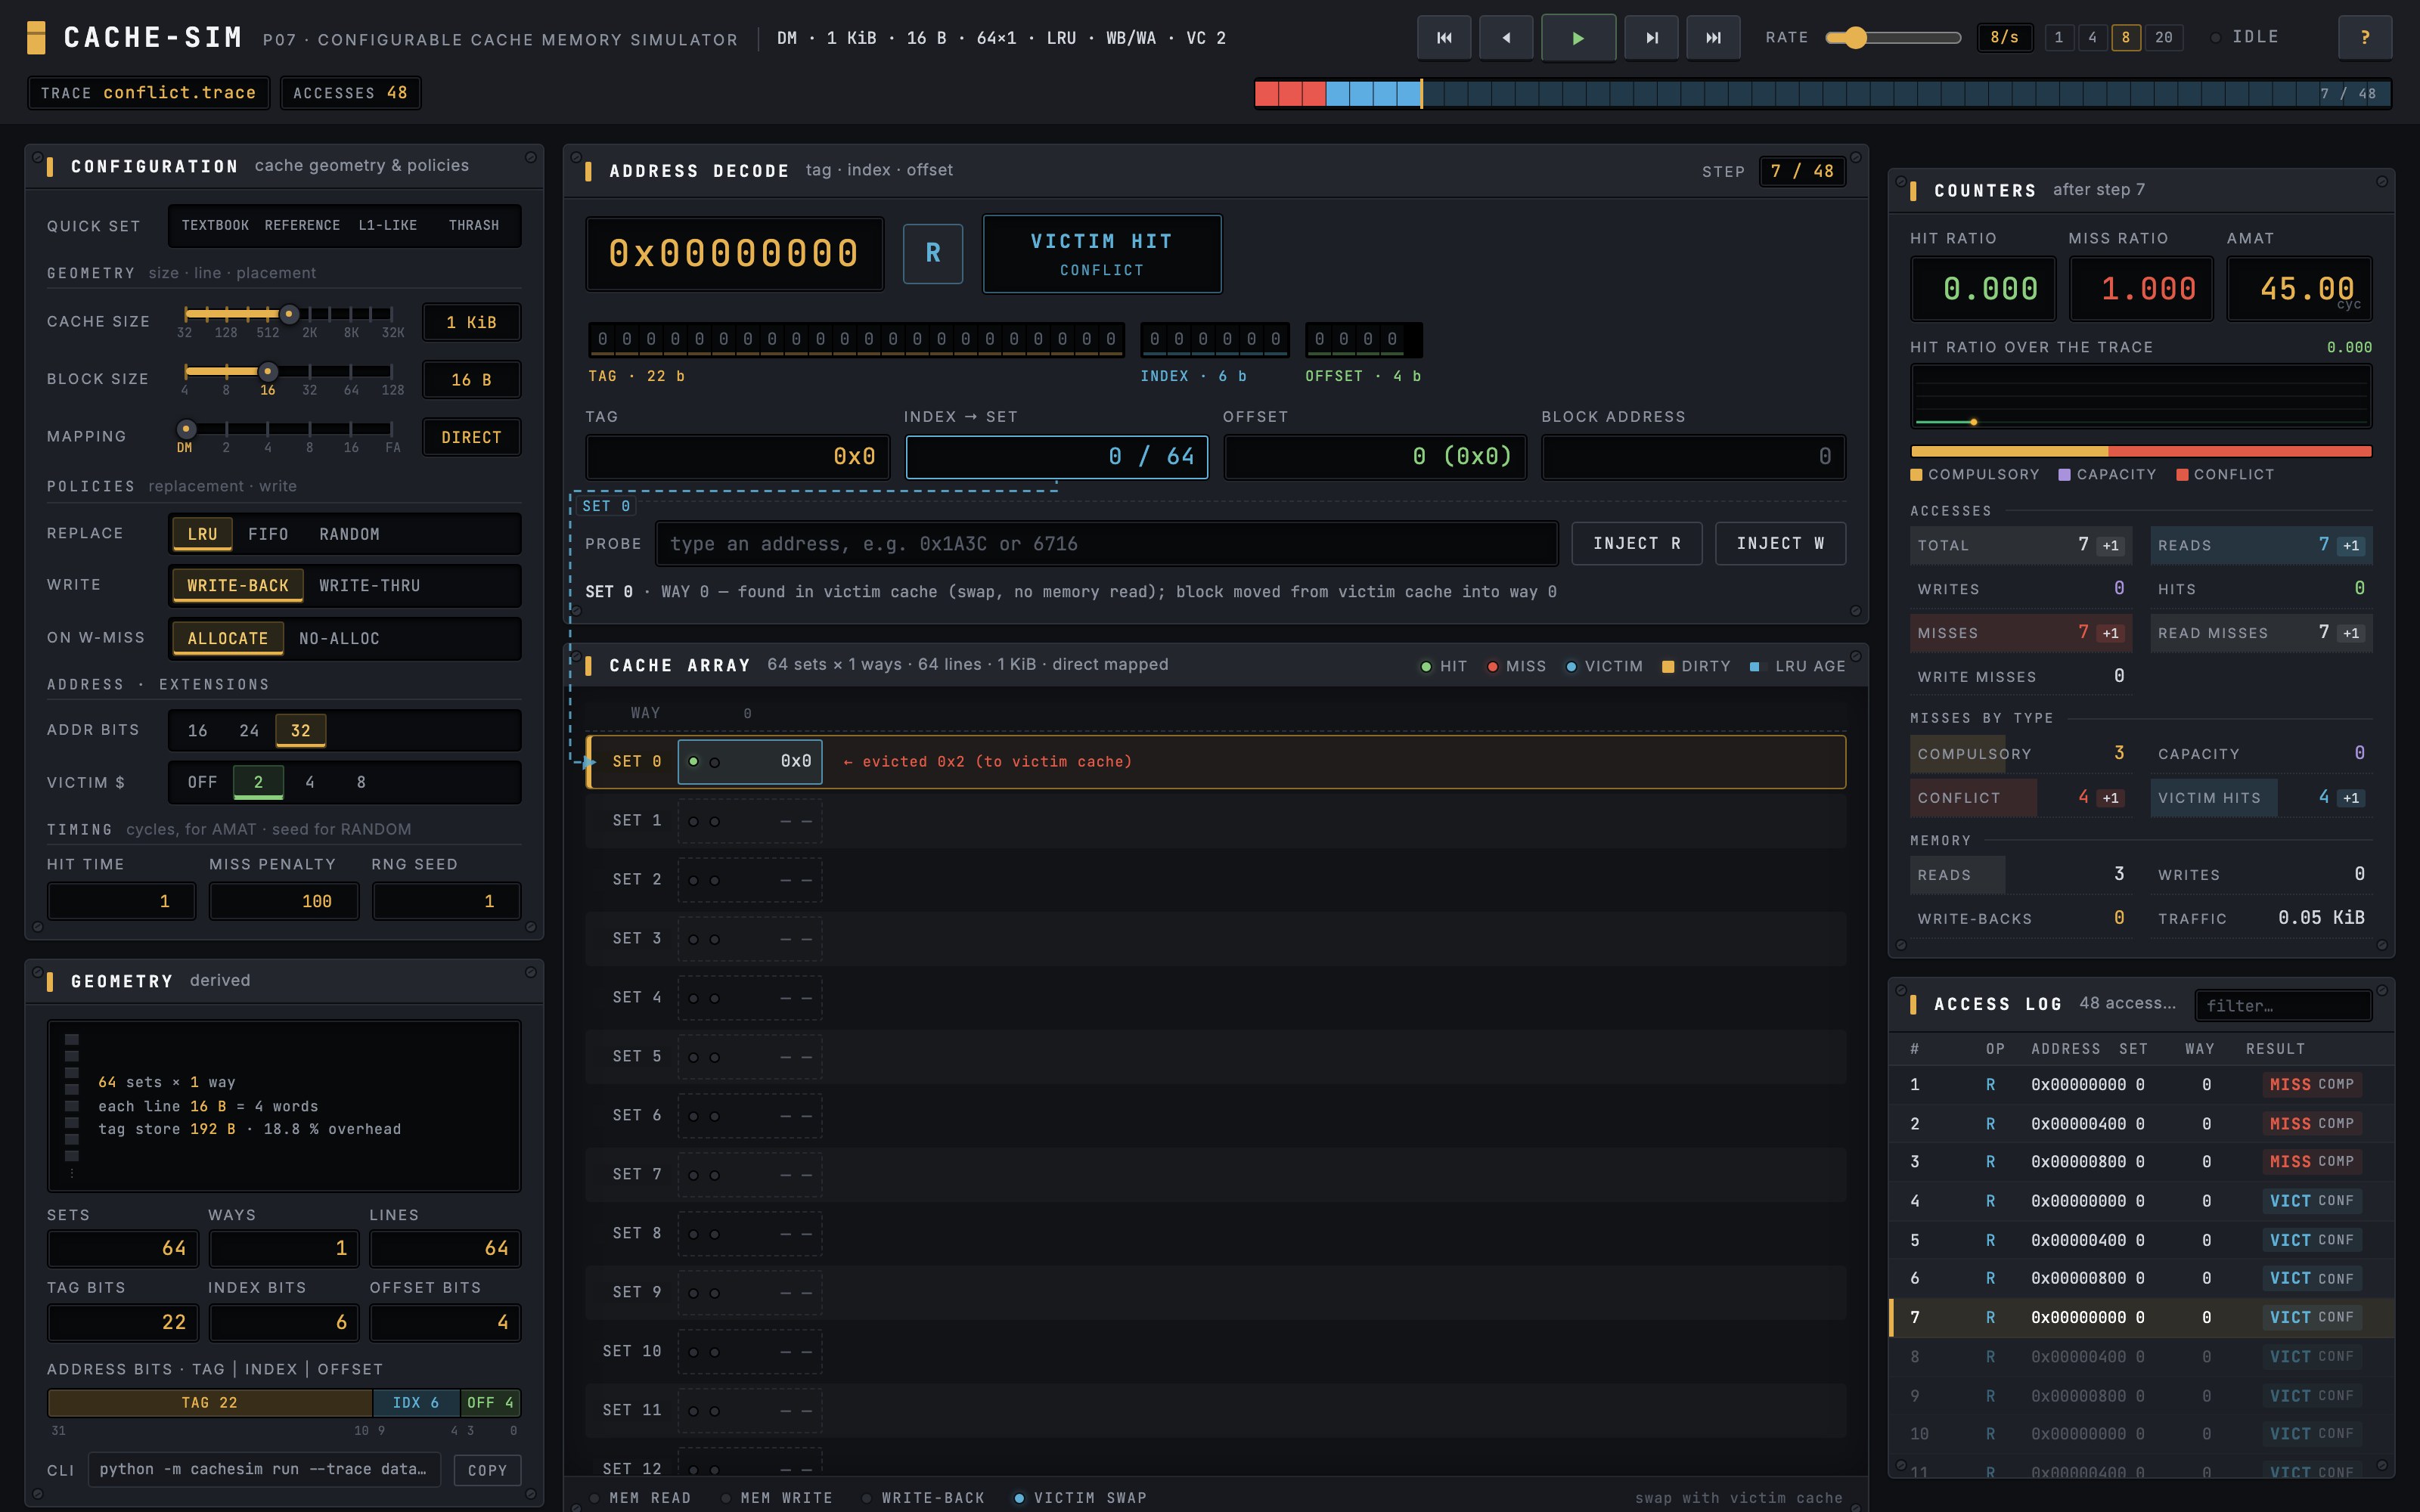 CACHE-SIM P07 · CONFIGURABLE CACHE MEMORY SIMULATOR DM · 1 KiB · 16 B · 64×1 · LRU · WB/WA · VC 2
RATE 8/s 1 4 8 20 IDLE ?
TRACE conflict.trace ACCESSES 48
7 / 48
CONFIGURATION cache geometry & policies
QUICK SET TEXTBOOK REFERENCE L1-LIKE THRASH
GEOMETRY size · line · placement
CACHE SIZE 1 KiB
32 128 512 2K 8K 32K
BLOCK SIZE 16 B
4 8 16 32 64 128
MAPPING DIRECT
DM 2 4 8 16 FA
POLICIES replacement · write
REPLACE LRU FIFO RANDOM
WRITE WRITE-BACK WRITE-THRU
ON W-MISS ALLOCATE NO-ALLOC
ADDRESS · EXTENSIONS
ADDR BITS 16 24 32
VICTIM $ OFF 2 4 8
TIMING cycles, for AMAT · seed for RANDOM
HIT TIME MISS PENALTY RNG SEED
1 100 1
GEOMETRY derived
64 sets × 1 way
each line 16 B = 4 words
tag store 192 B · 18.8 % overhead
SETS WAYS LINES
64 1 64
TAG BITS INDEX BITS OFFSET BITS
22 6 4
ADDRESS BITS · TAG | INDEX | OFFSET
TAG 22 IDX 6 OFF 4
31 10 9 4 3 0
CLI python -m cachesim run --trace data… COPY
ADDRESS DECODE tag · index · offset STEP 7 / 48
0x00000000 R VICTIM HIT
CONFLICT
0 0 0 0 0 0 0 0 0 0 0 0 0 0 0 0 0 0 0 0 0 0 0 0 0 0 0 0 0 0 0 0
TAG · 22 b INDEX · 6 b OFFSET · 4 b
TAG INDEX → SET OFFSET BLOCK ADDRESS
0x0 0 / 64 0 (0x0) 0
SET 0
PROBE type an address, e.g. 0x1A3C or 6716 INJECT R INJECT W
SET 0 · WAY 0 — found in victim cache (swap, no memory read); block moved from victim cache into way 0
CACHE ARRAY 64 sets × 1 ways · 64 lines · 1 KiB · direct mapped HIT MISS VICTIM DIRTY LRU AGE
WAY 0
SET 0 0x0 ← evicted 0x2 (to victim cache)
SET 1 — —
SET 2 — —
SET 3 — —
SET 4 — —
SET 5 — —
SET 6 — —
SET 7 — —
SET 8 — —
SET 9 — —
SET 10 — —
SET 11 — —
SET 12 — —
MEM READ MEM WRITE WRITE-BACK VICTIM SWAP swap with victim cache
COUNTERS after step 7
HIT RATIO MISS RATIO AMAT
0.000 1.000 45.00 cyc
HIT RATIO OVER THE TRACE 0.000
COMPULSORY CAPACITY CONFLICT
ACCESSES
TOTAL 7 +1 READS 7 +1
WRITES 0 HITS 0
MISSES 7 +1 READ MISSES 7 +1
WRITE MISSES 0
MISSES BY TYPE
COMPULSORY 3 CAPACITY 0
CONFLICT 4 +1 VICTIM HITS 4 +1
MEMORY
READS 3 WRITES 0
WRITE-BACKS 0 TRAFFIC 0.05 KiB
ACCESS LOG 48 access… filter…
# OP ADDRESS SET WAY RESULT
1 R 0x00000000 0 0 MISS COMP
2 R 0x00000400 0 0 MISS COMP
3 R 0x00000800 0 0 MISS COMP
4 R 0x00000000 0 0 VICT CONF
5 R 0x00000400 0 0 VICT CONF
6 R 0x00000800 0 0 VICT CONF
7 R 0x00000000 0 0 VICT CONF
8 R 0x00000400 0 0 VICT CONF
9 R 0x00000800 0 0 VICT CONF
10 R 0x00000000 0 0 VICT CONF
11 R 0x00000400 0 0 VICT CONF